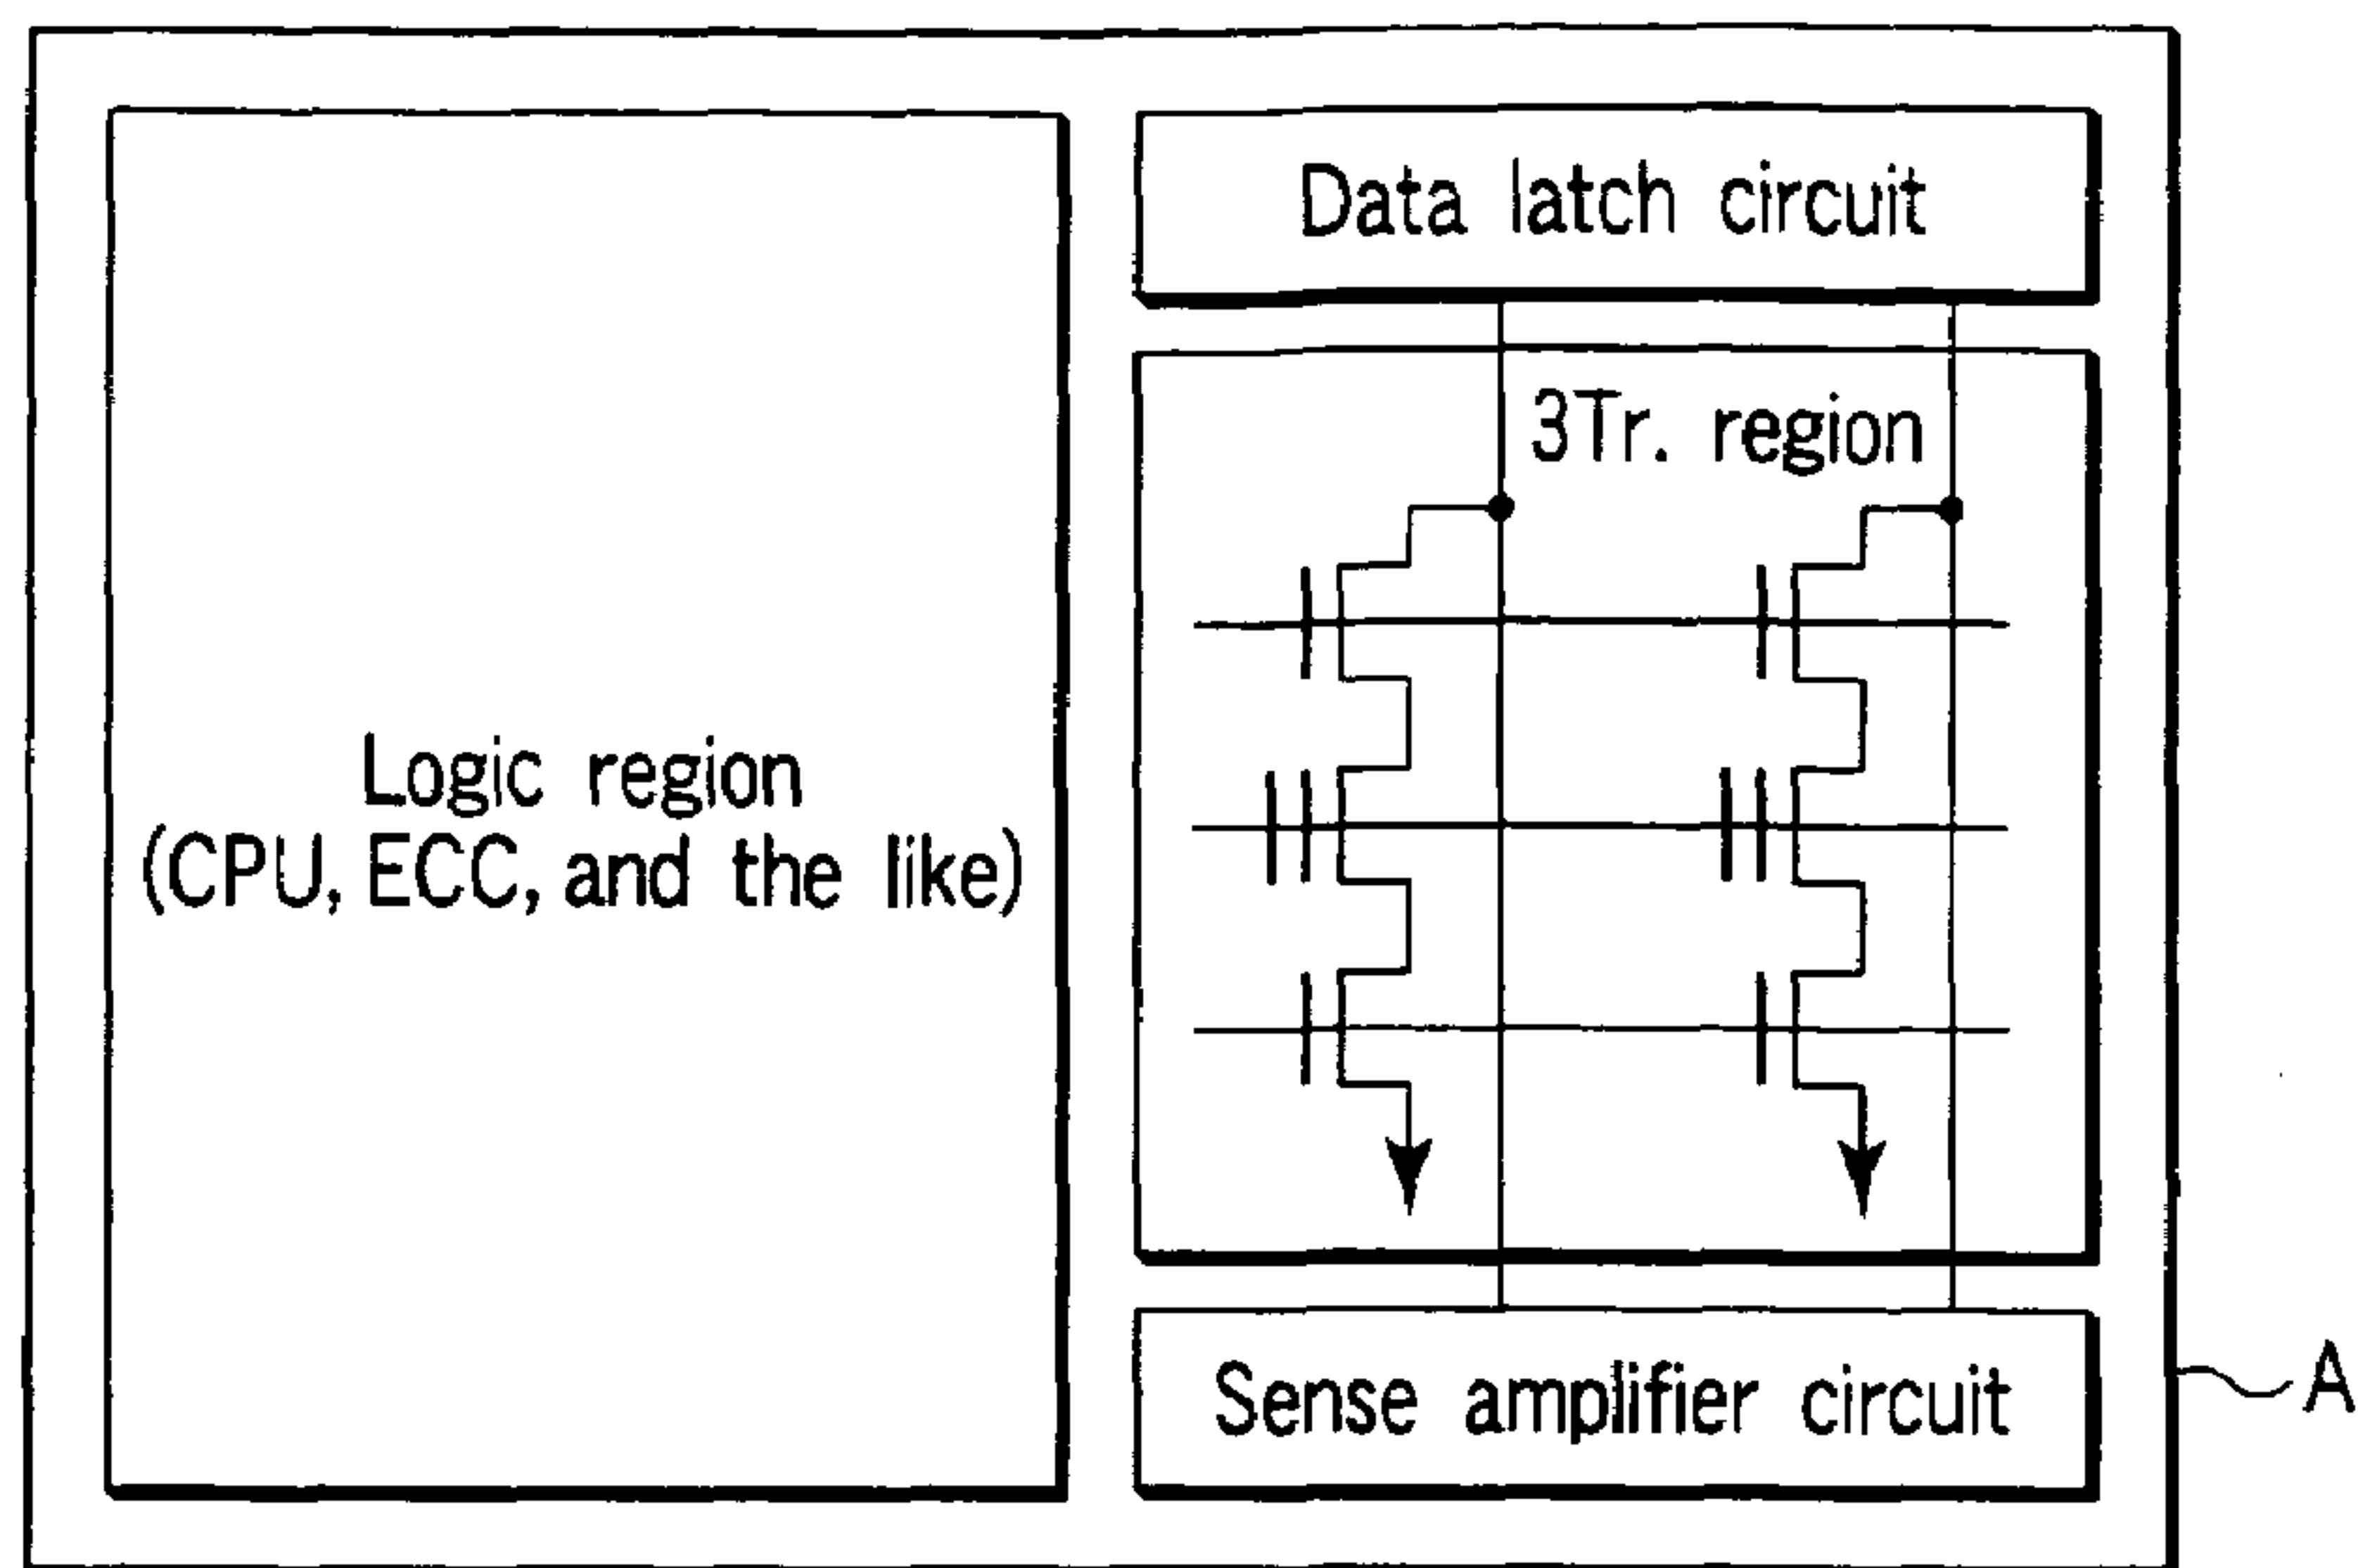 Logic region
(CPU, ECC, and the like)
Data latch circuit
3Tr. region
Sense amplifier circuit
A